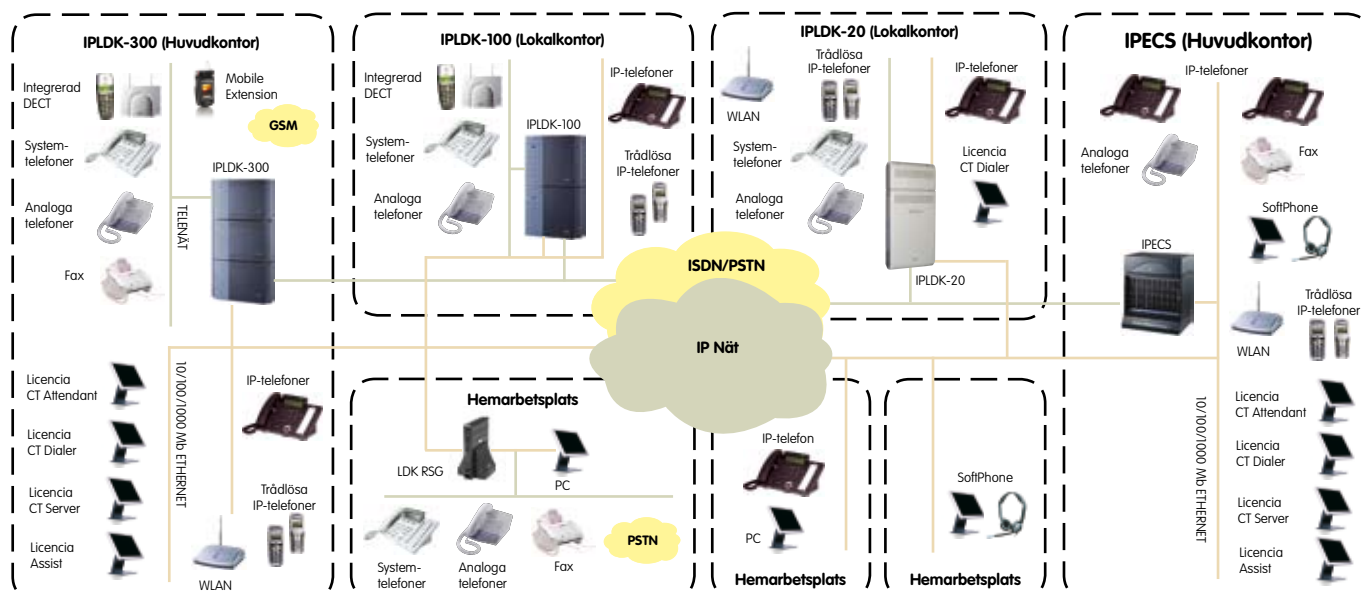 IPLDK-300 (Huvudkontor)
Integrerad
DECT
Mobile
Extension
GSM
System-
telefoner
IPLDK-300
Analoga
telefoner
TELENÄT
Fax
Licencia
CT Attendant
Licencia
CT Dialer
Licencia
CT Server
Licencia
Assist
10/100/1000 Mb ETHERNET
IP-telefoner
Trådlösa
IP-telefoner
WLAN
IPLDK-100 (Lokalkontor)
Integrerad
DECT
IP-telefoner
IPLDK-100
System-
telefoner
Trådlösa
IP-telefoner
Analoga
telefoner
IPLDK-20 (Lokalkontor)
Trådlösa
IP-telefoner
IP-telefoner
WLAN
System-
telefoner
Licencia
CT Dialer
Analoga
telefoner
IPLDK-20
ISDN/PSTN
IP Nät
Hemarbetsplats
LDK RSG
PC
System-
telefoner
Analoga
telefoner
Fax
PSTN
IP-telefon
PC
Hemarbetsplats
SoftPhone
Hemarbetsplats
IPECS (Huvudkontor)
IP-telefoner
Analoga
telefoner
Fax
SoftPhone
IPECS
Trådlösa
IP-telefoner
WLAN
10/100/1000 Mb ETHERNET
Licencia
CT Attendant
Licencia
CT Dialer
Licencia
CT Server
Licencia
Assist